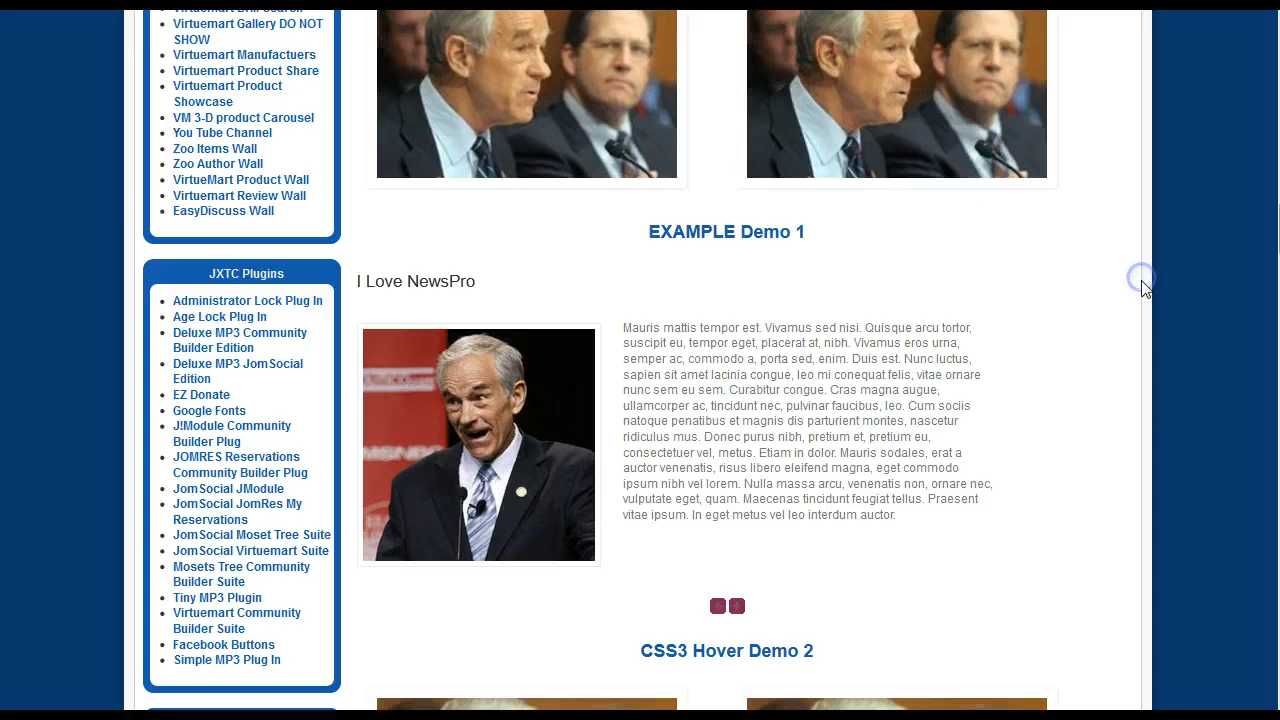 Virtuemart Drill Search
Virtuemart Gallery DO NOT
SHOW
Virtuemart Manufactuers
Virtuemart Product Share
Virtuemart Product
Showcase
VM 3-D product Carousel
You Tube Channel
Zoo Items Wall
Zoo Author Wall
VirtueMart Product Wall
Virtuemart Review Wall
EasyDiscuss Wall
JXTC Plugins
Administrator Lock Plug In
Age Lock Plug In
Deluxe MP3 Community
Builder Edition
Deluxe MP3 JomSocial
Edition
EZ Donate
Google Fonts
J!Module Community
Builder Plug
JOMRES Reservations
Community Builder Plug
JomSocial JModule
JomSocial JomRes My
Reservations
JomSocial Moset Tree Suite
JomSocial Virtuemart Suite
Mosets Tree Community
Builder Suite
Tiny MP3 Plugin
Virtuemart Community
Builder Suite
Facebook Buttons
Simple MP3 Plug In
EXAMPLE Demo 1
I Love NewsPro
MSNBC
Mauris mattis tempor est. Vivamus sed nisi. Quisque arcu tortor,
suscipit eu, tempor eget, placerat at, nibh. Vivamus eros urna,
semper ac, commodo a, porta sed, enim. Duis est. Nunc luctus,
sapien sit amet lacinia congue, leo mi conequat felis, vitae ornare
nunc sem eu sem. Curabitur congue. Cras magna augue,
ullamcorper ac, tincidunt nec, pulvinar faucibus, leo. Cum sociis
natoque penatibus et magnis dis parturient montes, nascetur
ridiculus mus. Donec purus nibh, pretium et, pretium eu,
consectetuer vel, metus. Etiam in dolor. Mauris sodales, erat a
auctor venenatis, risus libero eleifend magna, eget commodo
ipsum nibh vel lorem. Nulla massa arcu, venenatis non, ornare nec,
vulputate eget, quam. Maecenas tincidunt feugiat tellus. Praesent
vitae ipsum. In eget metus vel leo interdum auctor.
CSS3 Hover Demo 2